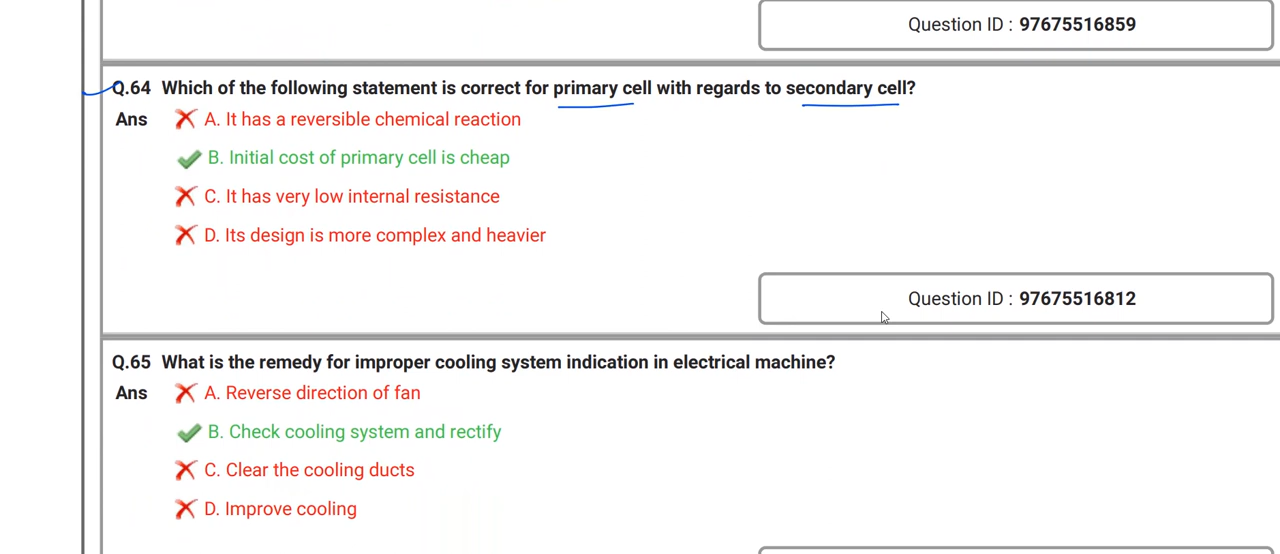 Question ID : 97675516859
Q.64 Which of the following statement is correct for primary cell with regards to secondary cell?
Ans A. It has a reversible chemical reaction
B. Initial cost of primary cell is cheap
C. It has very low internal resistance
D. Its design is more complex and heavier
Question ID : 97675516812
Q.65 What is the remedy for improper cooling system indication in electrical machine?
Ans A. Reverse direction of fan
B. Check cooling system and rectify
C. Clear the cooling ducts
D. Improve cooling